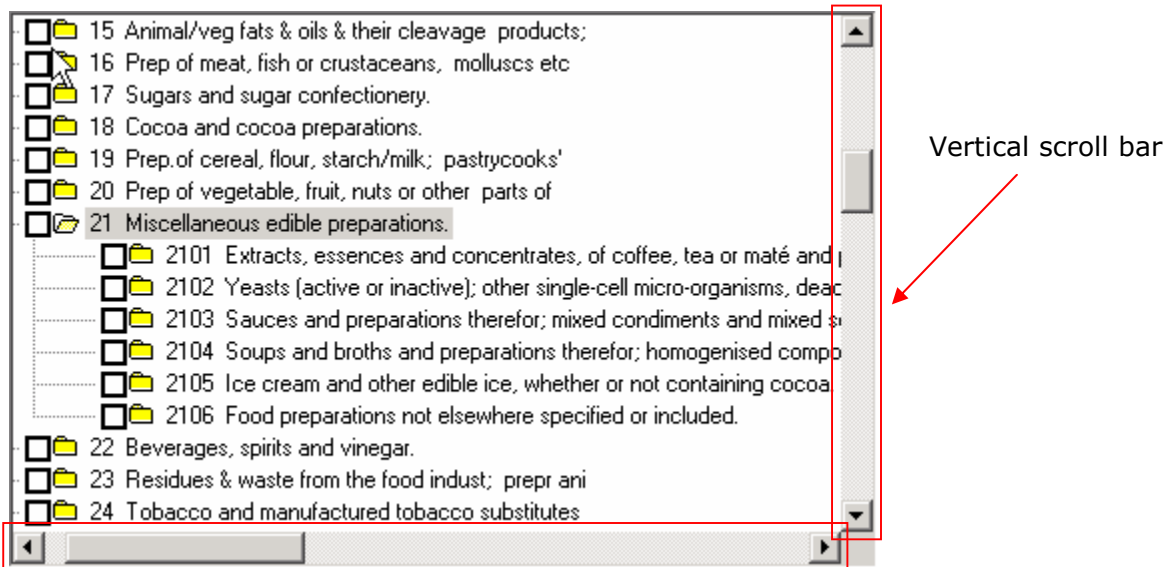 15 Animal/veg fats & oils & their cleavage products;
16 Prep of meat, fish or crustaceans, molluscs etc
17 Sugars and sugar confectionery.
18 Cocoa and cocoa preparations.
19 Prep.of cereal, flour, starch/milk; pastrycooks'
20 Prep of vegetable, fruit, nuts or other parts of
21 Miscellaneous edible preparations.
2101 Extracts, essences and concentrates, of coffee, tea or maté and
2102 Yeasts (active or inactive); other single-cell micro-organisms, dead
2103 Sauces and preparations therefor; mixed condiments and mixed
2104 Soups and broths and preparations therefor; homogenised compo
2105 Ice cream and other edible ice, whether or not containing cocoa.
2106 Food preparations not elsewhere specified or included.
22 Beverages, spirits and vinegar.
23 Residues & waste from the food indust; prepr ani
24 Tobacco and manufactured tobacco substitutes
Vertical scroll bar